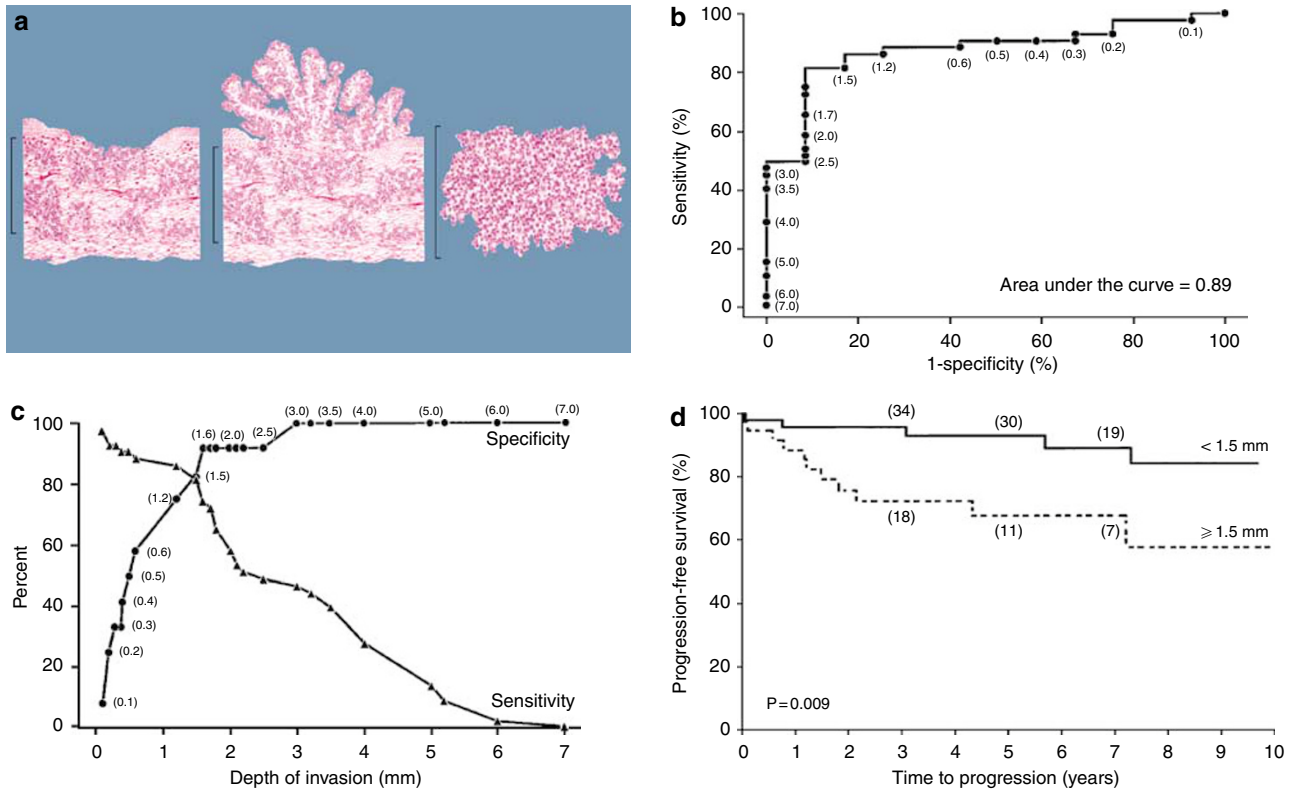 a
b
100
80
60
40
20
0
Sensitivity (%)
(0.1)
(0.2)
(0.3)
(0.4)
(0.5)
(0.6)
(1.2)
(1.5)
(1.7)
(2.0)
(2.5)
(3.0)
(3.5)
(4.0)
(5.0)
(6.0)
(7.0)
Area under the curve = 0.89
0 20 40 60 80 100
1-specificity (%)
c
100
80
60
40
20
0
Percent
(1.6) (2.0) (2.5) (3.0) (3.5) (4.0) (5.0) (6.0) (7.0)
Specificity
(1.5)
(1.2)
(0.6)
(0.5)
(0.4)
(0.3)
(0.2)
(0.1)
Sensitivity
0 1 2 3 4 5 6 7
Depth of invasion (mm)
d
100
80
60
40
20
0
Progression-free survival (%)
(34) (30) (19)
< 1.5 mm
(18) (11) (7)
⩾ 1.5 mm
P=0.009
0 1 2 3 4 5 6 7 8 9 10
Time to progression (years)